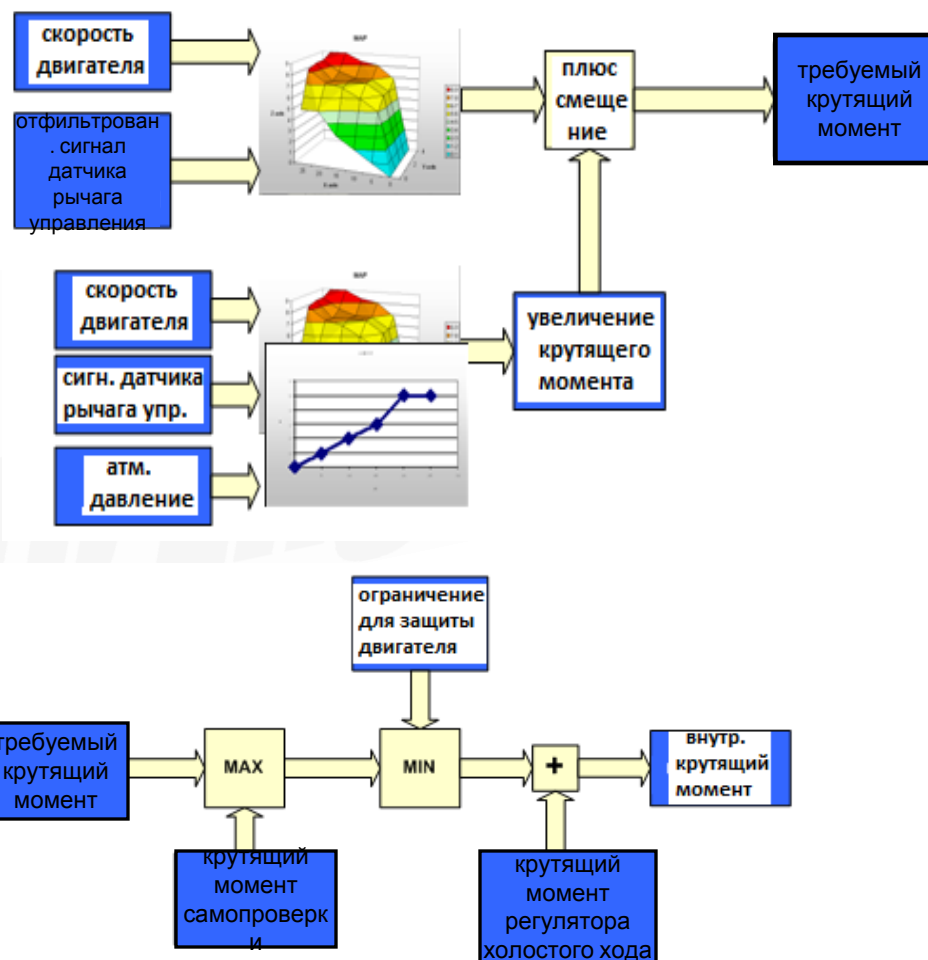 скорость
двигателя
отфильтрован
. сигнал
датчика
рычага
управления
MAP
плюс
смеще
ние
требуемый
крутящий
момент
скорость
двигателя
сигн. датчика
рычага упр.
атм.
давление
MAP
увеличение
крутящего
момента
ограничение
для защиты
двигателя
требуемый
крутящий
момент
MAX
MIN
+
внутр.
крутящий
момент
крутящий
момент
самопроверк
и
крутящий
момент
регулятора
холостого хода